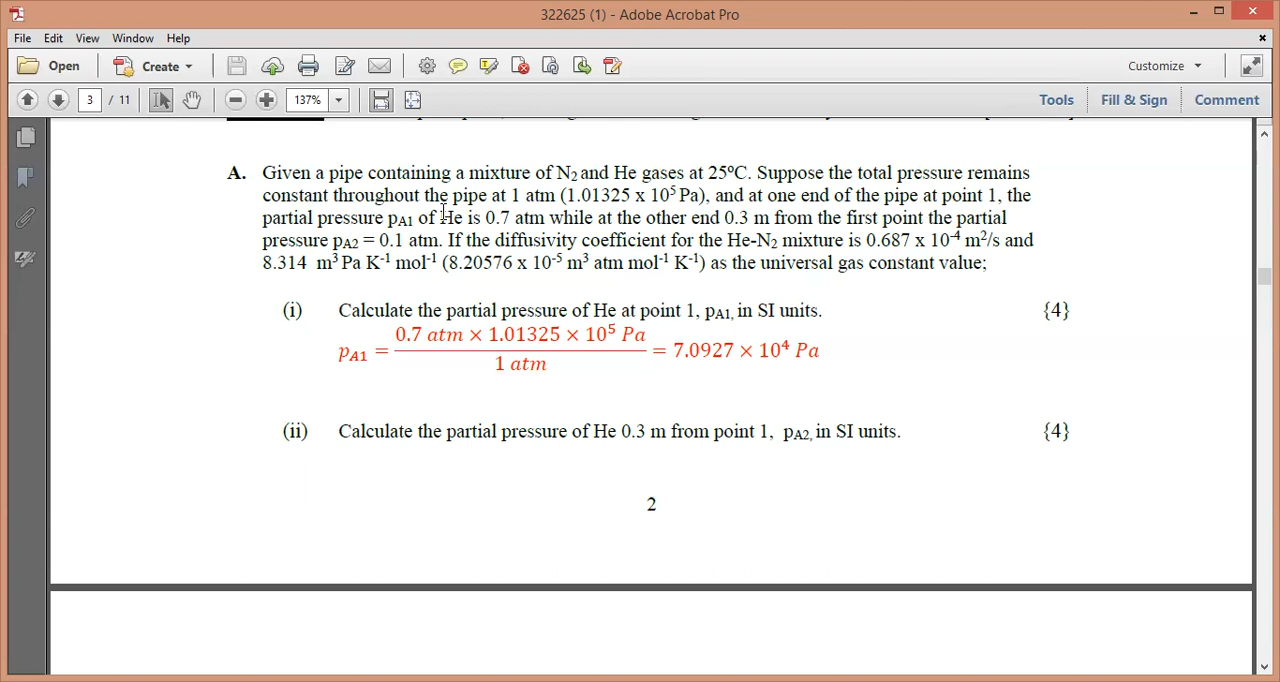 322625 (1) - Adobe Acrobat Pro
File Edit View Window Help
Open Create Customize
3 / 11 137% Tools Fill & Sign Comment
A. Given a pipe containing a mixture of N2 and He gases at 25ºC. Suppose the total pressure remains
constant throughout the pipe at 1 atm (1.01325 x 10⁵ Pa), and at one end of the pipe at point 1, the
partial pressure pA1 of He is 0.7 atm while at the other end 0.3 m from the first point the partial
pressure pA2 = 0.1 atm. If the diffusivity coefficient for the He-N2 mixture is 0.687 x 10⁻⁴ m²/s and
8.314 m³ Pa K⁻¹ mol⁻¹ (8.20576 x 10⁻⁵ m³ atm mol⁻¹ K⁻¹) as the universal gas constant value;
(i) Calculate the partial pressure of He at point 1, pA1, in SI units. {4}
0.7 atm × 1.01325 × 10⁵ Pa
pA1 = = 7.0927 × 10⁴ Pa
1 atm
(ii) Calculate the partial pressure of He 0.3 m from point 1, pA2, in SI units. {4}
2